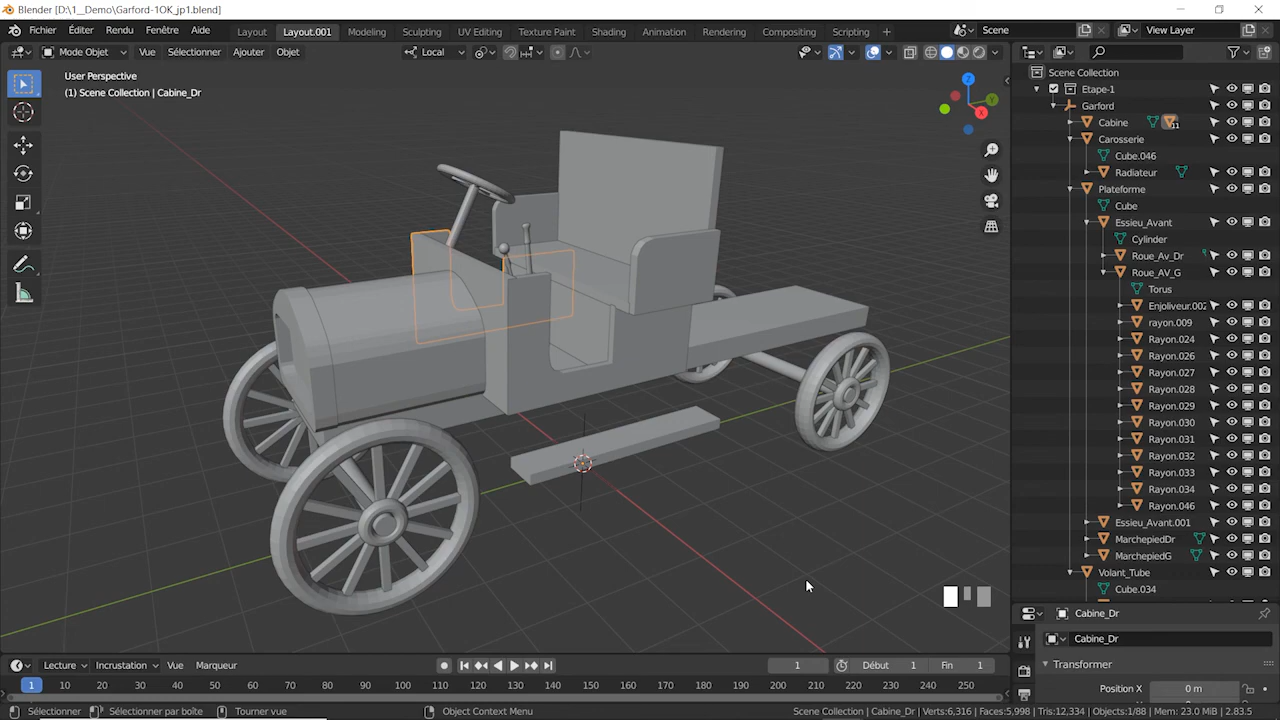 Blender [D:\1__Demo\Garford-1OK_jp1.blend]
Fichier Éditer Rendu Fenêtre Aide Layout Layout.001 Modeling Sculpting UV Editing Texture Paint Shading Animation Rendering Compositing Scripting + Scene View Layer
Mode Objet Vue Sélectionner Ajouter Objet Local
User Perspective
(1) Scene Collection | Cabine_Dr
Z
Y
X
Scene Collection
Etape-1
Garford
Cabine 11
Carosserie
Cube.046
Radiateur
Plateforme
Cube
Essieu_Avant
Cylinder
Roue_Av_Dr
Roue_AV_G
Torus
Enjoliveur.002
rayon.009
Rayon.024
Rayon.026
Rayon.027
Rayon.028
Rayon.029
Rayon.030
Rayon.031
Rayon.032
Rayon.033
Rayon.034
Rayon.046
Essieu_Avant.001
MarchepiedDr
MarchepiedG
Volant_Tube
Cube.034
Cabine_Dr
Cabine_Dr
Transformer
Position X 0 m
Lecture Incrustation Vue Marqueur 1 Début 1 Fin 1
1 10 20 30 40 50 60 70 80 90 100 110 120 130 140 150 160 170 180 190 200 210 220 230 240 250
Sélectionner Sélectionner par boîte Tourner vue Object Context Menu Scene Collection | Cabine_Dr | Verts:6,316 | Faces:5,998 | Tris:12,334 | Objects:1/88 | Mem: 23.0 MiB | 2.83.5